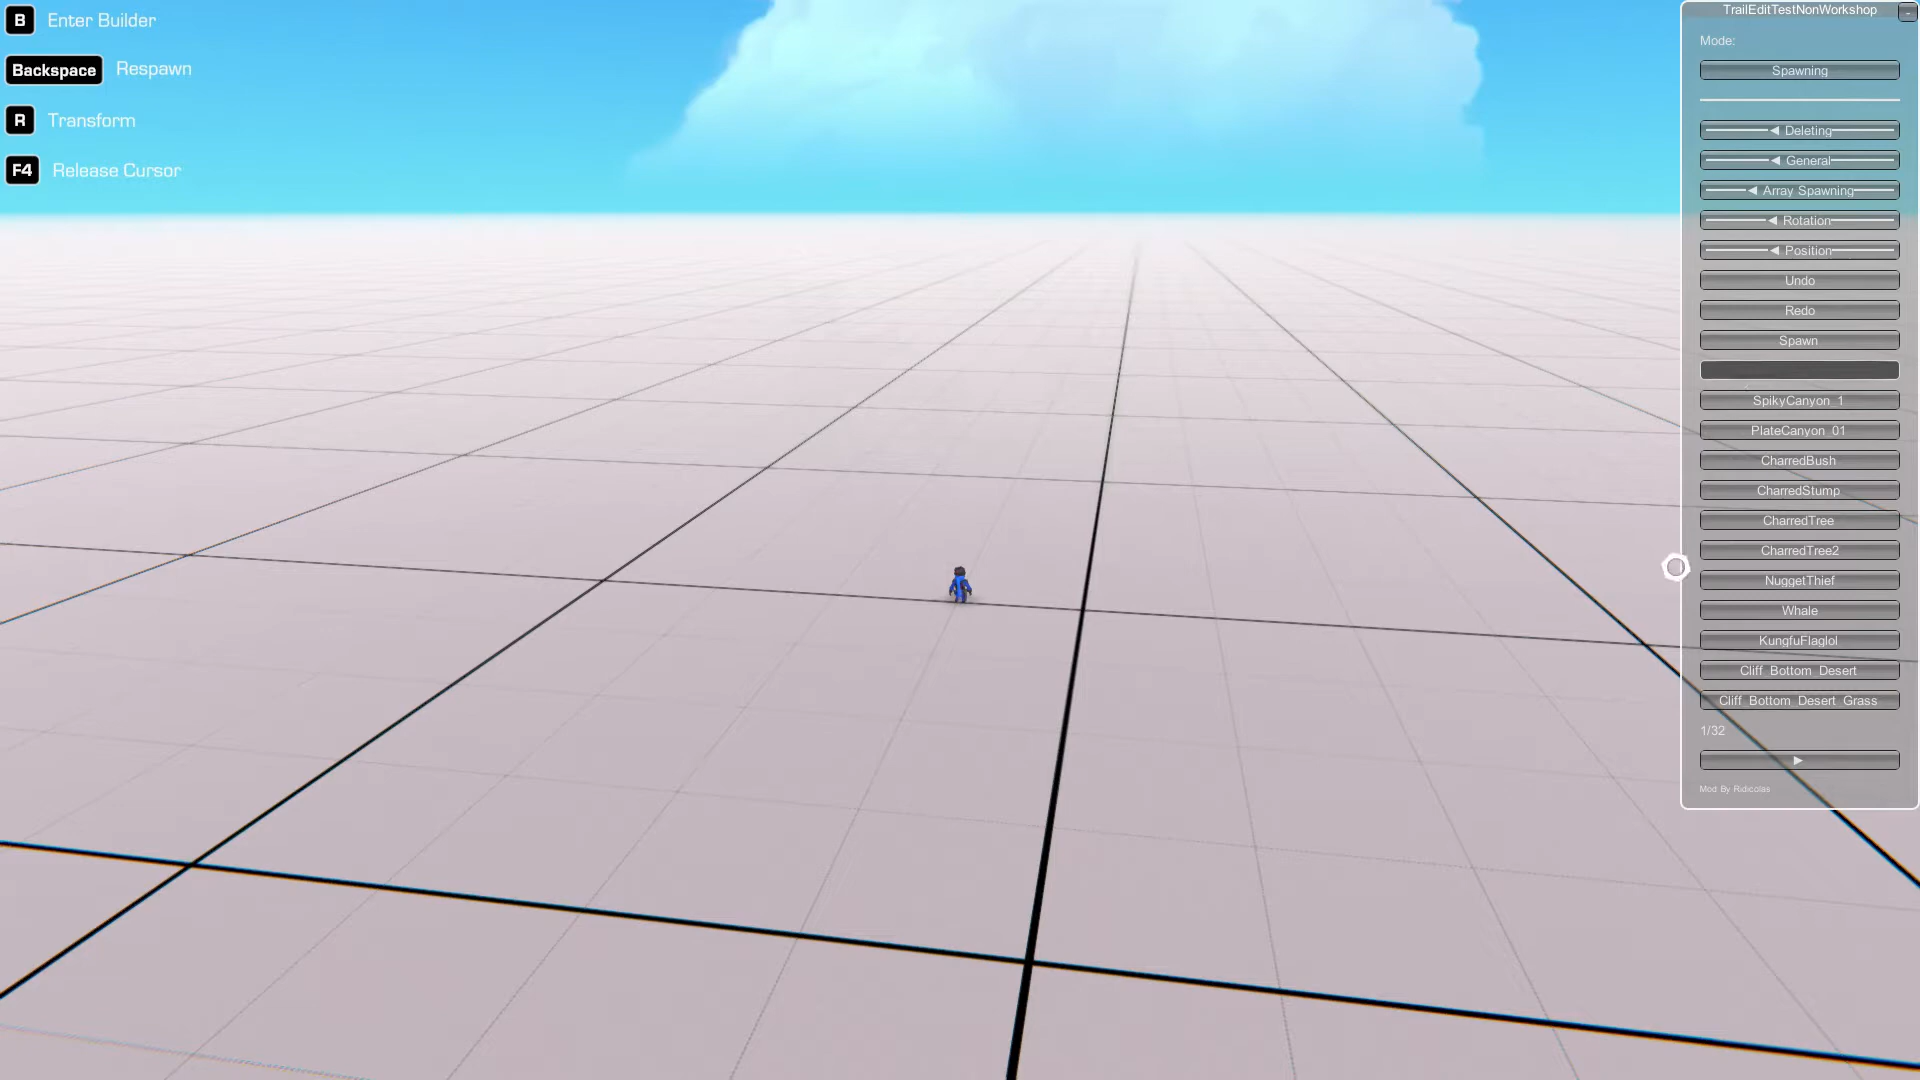 B Enter Builder
Backspace Respawn
R Transform
F4 Release Cursor
TrailEditTestNonWorkshop
-
Mode:
Spawning
◄ Deleting
◄ General
◄ Array Spawning
◄ Rotation
◄ Position
Undo
Redo
Spawn
SpikyCanyon_1
PlateCanyon_01
CharredBush
CharredStump
CharredTree
CharredTree2
NuggetThief
Whale
KungfuFlaglol
Cliff_Bottom_Desert
Cliff_Bottom_Desert_Grass
1/32
►
Mod By Ridicolas